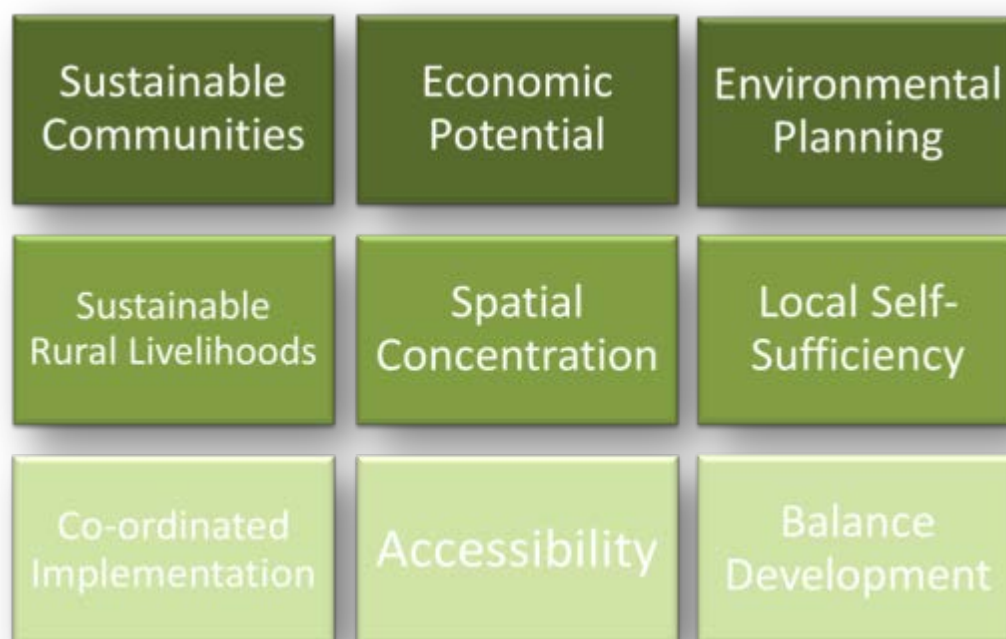 Sustainable
Communities
Economic
Potential
Environmental
Planning
Sustainable
Rural Livelihoods
Spatial
Concentration
Local Self-
Sufficiency
Co-ordinated
Implementation
Accessibility
Balance
Development